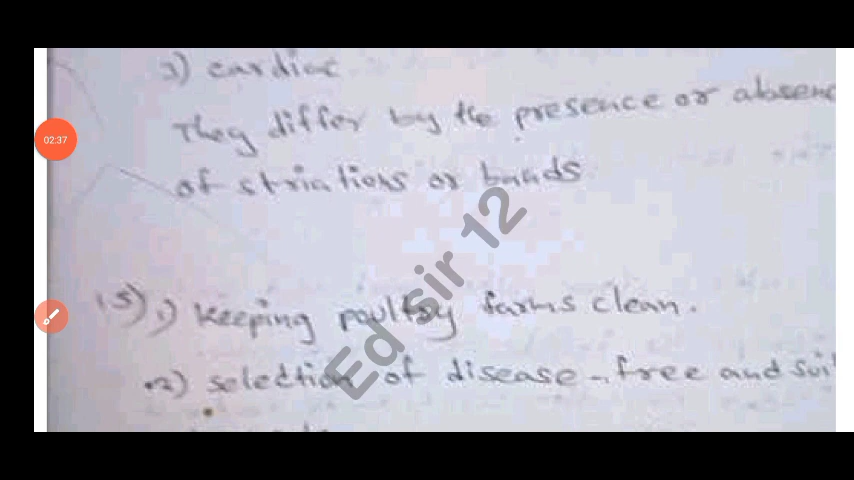 3) cardiac
They differ by the presence or absenc
of striations or bands
02:37
Ed sir 12
15) 1) Keeping poultry farms clean.
2) selection of disease-free and sui